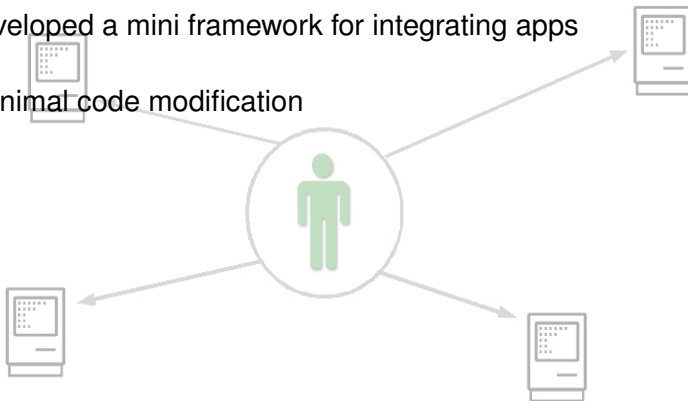 veloped a mini framework for integrating apps
nimal code modification